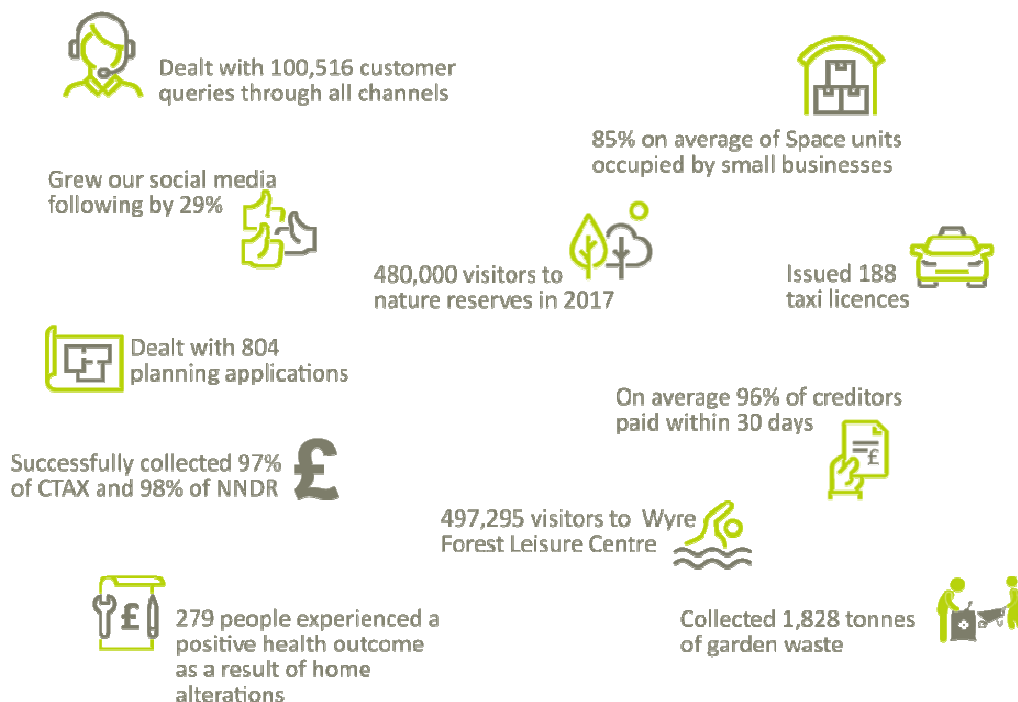 Dealt with 100,516 customer
queries through all channels
85% on average of Space units
occupied by small businesses
Grew our social media
following by 29%
480,000 visitors to
nature reserves in 2017
Issued 188
taxi licences
Dealt with 804
planning applications
On average 96% of creditors
paid within 30 days
£
Successfully collected 97%
of CTAX and 98% of NNDR
£
497,295 visitors to Wyre
Forest Leisure Centre
£
279 people experienced a
positive health outcome
as a result of home
alterations
Collected 1,828 tonnes
of garden waste